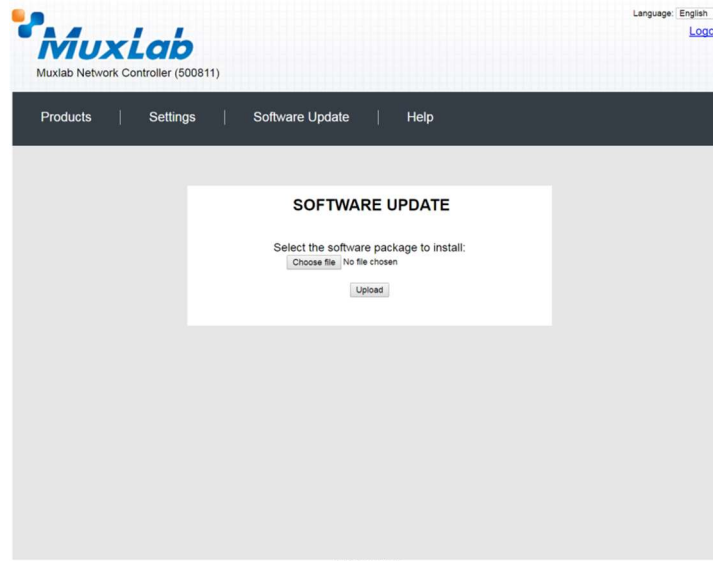 Language: English
MuxLab
Muxlab Network Controller (500811)
Products | Settings | Software Update | Help
SOFTWARE UPDATE
Select the software package to install:
Choose file No file chosen
Upload